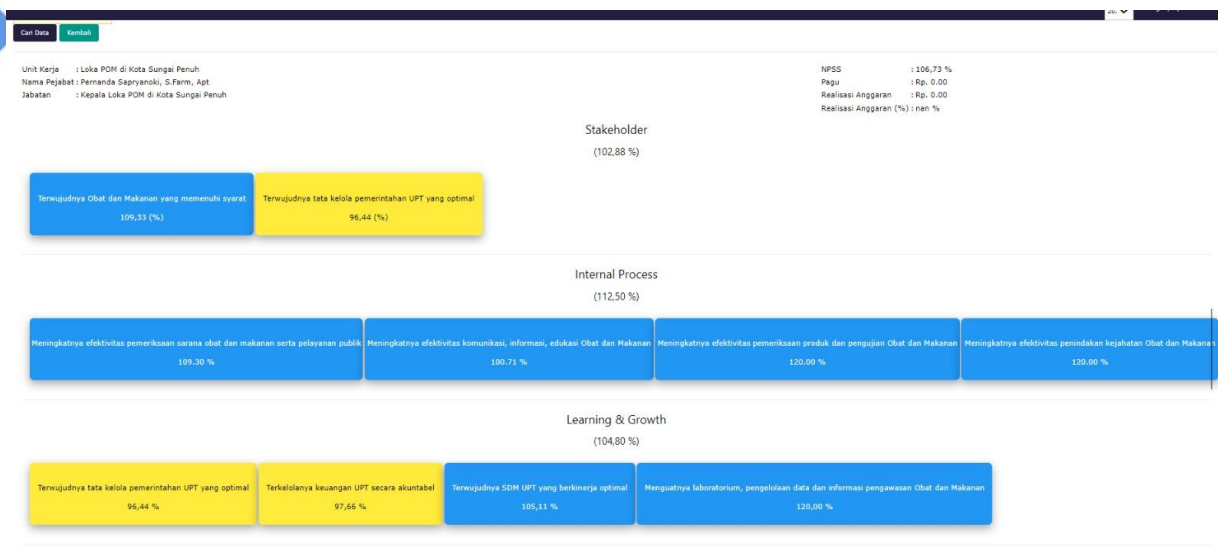 Cari Data
Kembali
Unit Kerja : Loka POM di Kota Sungai Penuh
Nama Pejabat : Pernanda Sapryanoki, S.Farm, Apt
Jabatan : Kepala Loka POM di Kota Sungai Penuh
NPSS : 106,73 %
Pagu : Rp. 0.00
Realisasi Anggaran : Rp. 0.00
Realisasi Anggaran (%) : nan %
Stakeholder
(102,88 %)
Terwujudnya Obat dan Makanan yang memenuhi syarat
109,33 (%)
Terwujudnya tata kelola pemerintahan UPT yang optimal
96,44 (%)
Internal Process
(112,50 %)
Meningkatnya efektivitas pemeriksaan sarana obat dan makanan serta pelayanan publik
109.30 %
Meningkatnya efektivitas komunikasi, informasi, edukasi Obat dan Makanan
100.71 %
Meningkatnya efektivitas pemeriksaan produk dan pengujian Obat dan Makanan
120.00 %
Meningkatnya efektivitas penindakan kejahatan Obat dan Makanan
120.00 %
Learning & Growth
(104,80 %)
Terwujudnya tata kelola pemerintahan UPT yang optimal
96,44 %
Terkelolanya keuangan UPT secara akuntabel
97,66 %
Terwujudnya SDM UPT yang berkinerja optimal
105,11 %
Menguatnya laboratorium, pengelolaan data dan informasi pengawasan Obat dan Makanan
120,00 %